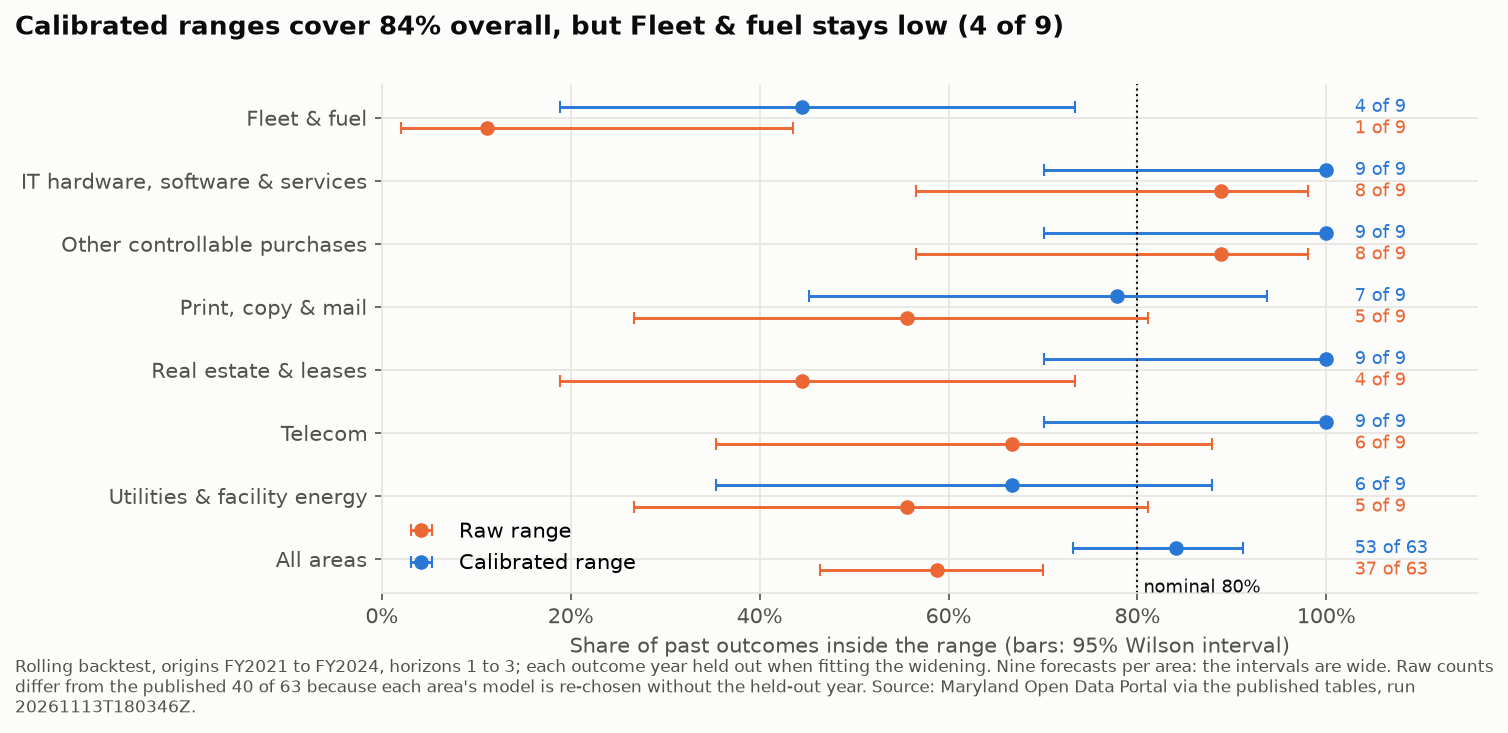 Calibrated ranges cover 84% overall, but Fleet & fuel stays low (4 of 9)
Fleet & fuel
4 of 9
1 of 9
IT hardware, software & services
9 of 9
8 of 9
Other controllable purchases
9 of 9
8 of 9
Print, copy & mail
7 of 9
5 of 9
Real estate & leases
9 of 9
4 of 9
Telecom
9 of 9
6 of 9
Utilities & facility energy
6 of 9
5 of 9
Raw range
Calibrated range
All areas
53 of 63
37 of 63
nominal 80%
0% 20% 40% 60% 80% 100%
Share of past outcomes inside the range (bars: 95% Wilson interval)
Rolling backtest, origins FY2021 to FY2024, horizons 1 to 3; each outcome year held out when fitting the widening. Nine forecasts per area: the intervals are wide. Raw counts
differ from the published 40 of 63 because each area's model is re-chosen without the held-out year. Source: Maryland Open Data Portal via the published tables, run
20261113T180346Z.